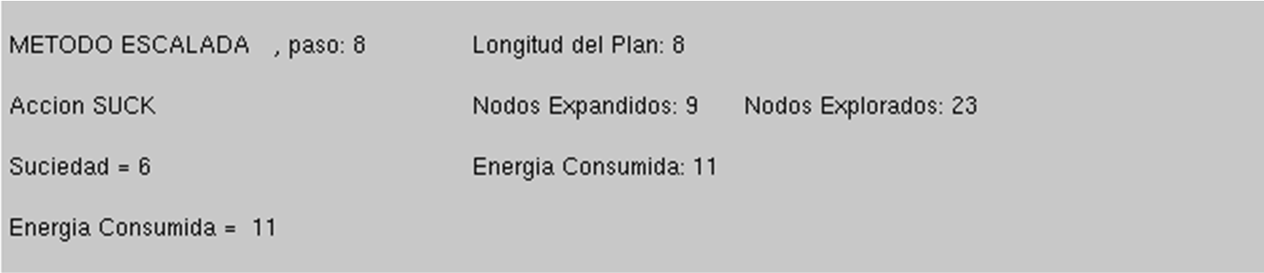 METODO ESCALADA , paso: 8 Longitud del Plan: 8
Accion SUCK Nodos Expandidos: 9 Nodos Explorados: 23
Suciedad = 6 Energia Consumida: 11
Energia Consumida = 11